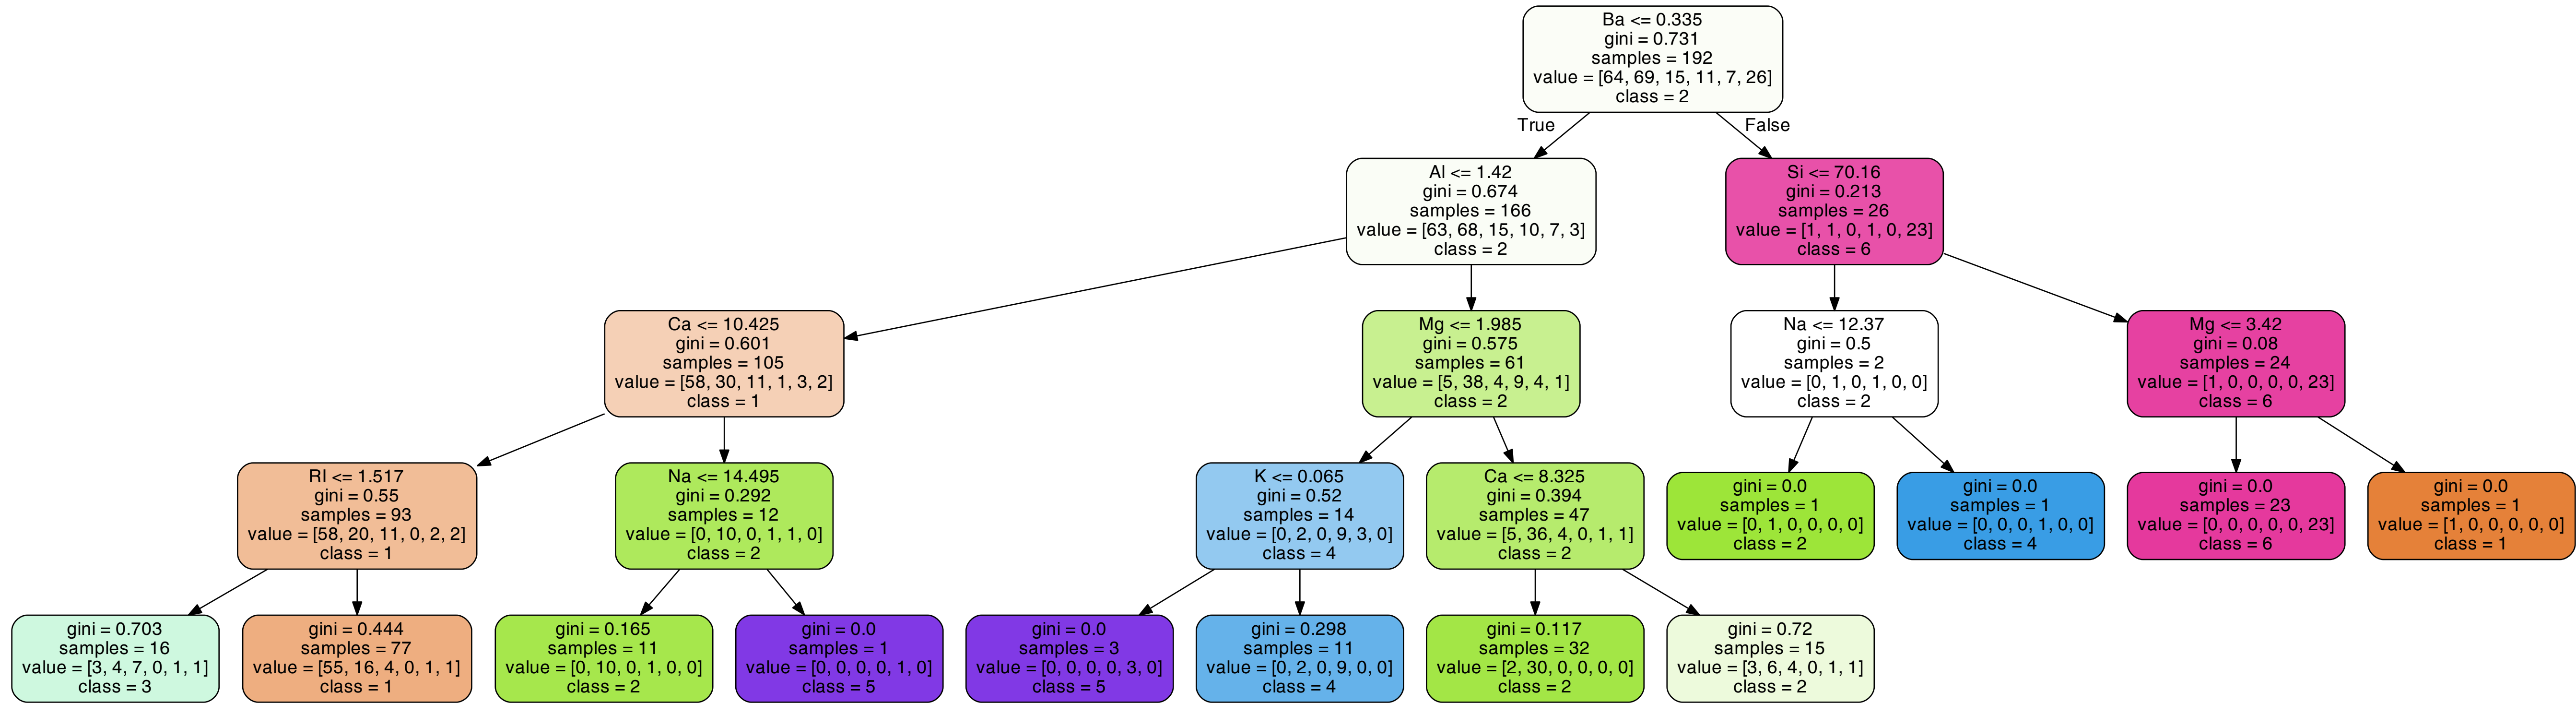 Ba <= 0.335
gini = 0.731
samples = 192
value = [64, 69, 15, 11, 7, 26]
class = 2
True
False
Al <= 1.42
gini = 0.674
samples = 166
value = [63, 68, 15, 10, 7, 3]
class = 2
Si <= 70.16
gini = 0.213
samples = 26
value = [1, 1, 0, 1, 0, 23]
class = 6
Ca <= 10.425
gini = 0.601
samples = 105
value = [58, 30, 11, 1, 3, 2]
class = 1
Mg <= 1.985
gini = 0.575
samples = 61
value = [5, 38, 4, 9, 4, 1]
class = 2
Na <= 12.37
gini = 0.5
samples = 2
value = [0, 1, 0, 1, 0, 0]
class = 2
Mg <= 3.42
gini = 0.08
samples = 24
value = [1, 0, 0, 0, 0, 23]
class = 6
RI <= 1.517
gini = 0.55
samples = 93
value = [58, 20, 11, 0, 2, 2]
class = 1
Na <= 14.495
gini = 0.292
samples = 12
value = [0, 10, 0, 1, 1, 0]
class = 2
K <= 0.065
gini = 0.52
samples = 14
value = [0, 2, 0, 9, 3, 0]
class = 4
Ca <= 8.325
gini = 0.394
samples = 47
value = [5, 36, 4, 0, 1, 1]
class = 2
gini = 0.0
samples = 1
value = [0, 1, 0, 0, 0, 0]
class = 2
gini = 0.0
samples = 1
value = [0, 0, 0, 1, 0, 0]
class = 4
gini = 0.0
samples = 23
value = [0, 0, 0, 0, 0, 23]
class = 6
gini = 0.0
samples = 1
value = [1, 0, 0, 0, 0, 0]
class = 1
gini = 0.703
samples = 16
value = [3, 4, 7, 0, 1, 1]
class = 3
gini = 0.444
samples = 77
value = [55, 16, 4, 0, 1, 1]
class = 1
gini = 0.165
samples = 11
value = [0, 10, 0, 1, 0, 0]
class = 2
gini = 0.0
samples = 1
value = [0, 0, 0, 0, 1, 0]
class = 5
gini = 0.0
samples = 3
value = [0, 0, 0, 0, 3, 0]
class = 5
gini = 0.298
samples = 11
value = [0, 2, 0, 9, 0, 0]
class = 4
gini = 0.117
samples = 32
value = [2, 30, 0, 0, 0, 0]
class = 2
gini = 0.72
samples = 15
value = [3, 6, 4, 0, 1, 1]
class = 2